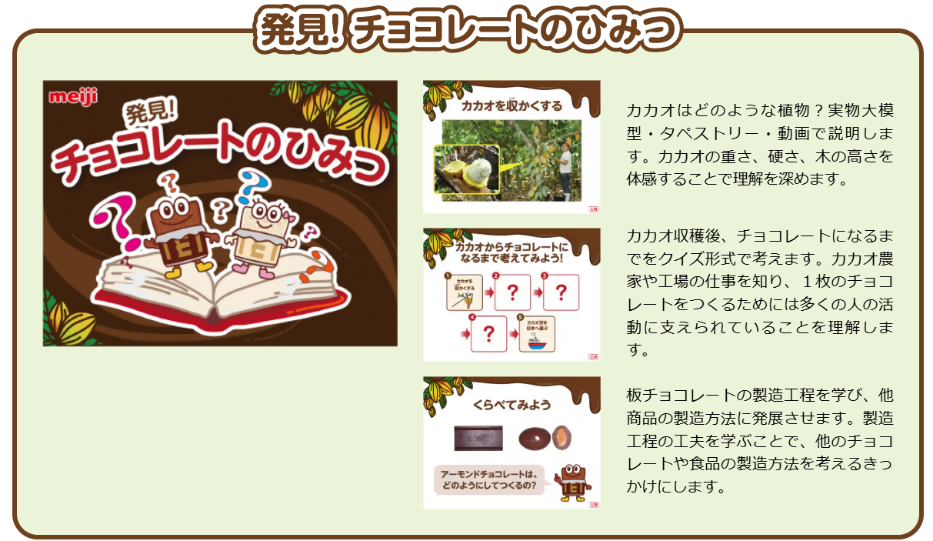 発見! チョコレートのひみつ
meiji
発見!
チョコレートのひみつ
カカオを収かくする
カカオはどのような植物？実物大模
型・タペストリー・動画で説明しま
す。カカオの重さ、硬さ、木の高さを
体感することで理解を深めます。
カカオからチョコレートに
なるまで考えてみよう!
1
カカオを
収かくする
2
?
3
?
4
?
5
カカオ豆を
日本へ運ぶ
カカオ収穫後、チョコレートになるま
でをクイズ形式で考えます。カカオ農
家や工場の仕事を知り、１枚のチョコ
レートをつくるためには多くの人の活
動に支えられていることを理解しま
す。
くらべてみよう
meiji
アーモンドチョコレートは、
どのようにしてつくるの？
板チョコレートの製造工程を学び、他
商品の製造方法に発展させます。製造
工程の工夫を学ぶことで、他のチョコ
レートや食品の製造方法を考えるきっ
かけにします。